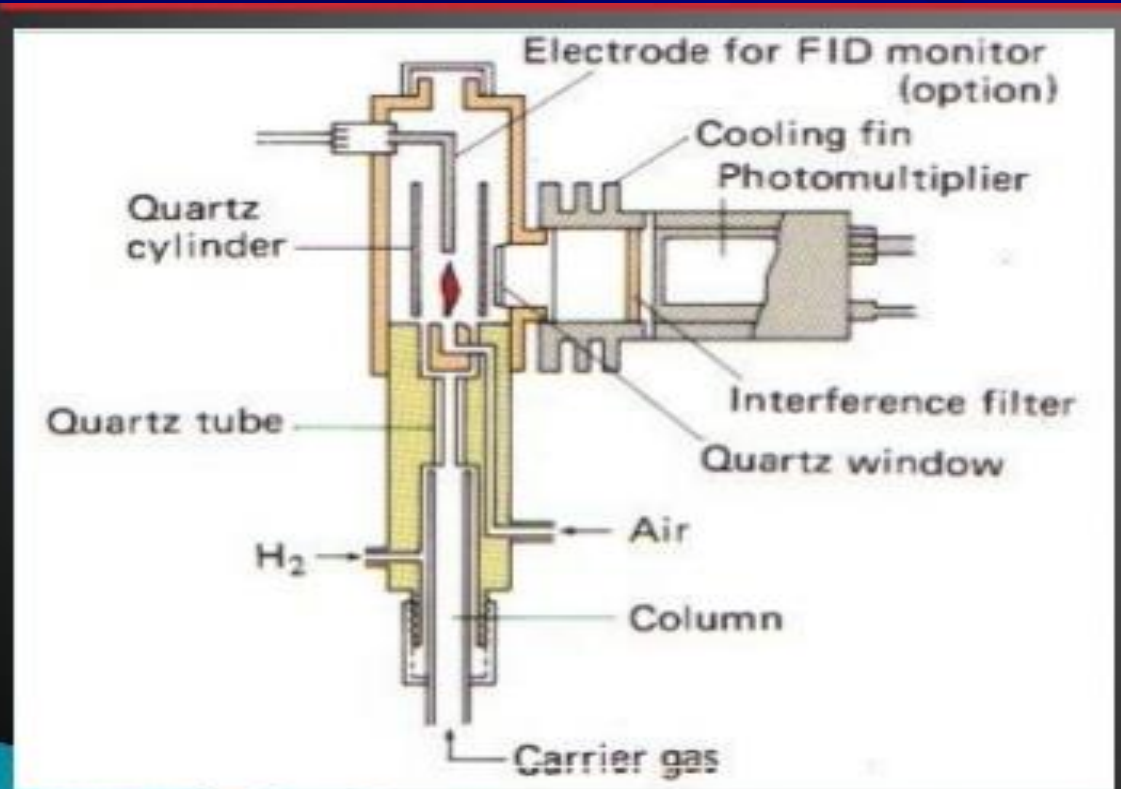 Electrode for FID monitor
(option)
Cooling fin
Photomultiplier
Quartz
cylinder
Interference filter
Quartz tube
Quartz window
Air
H₂
Column
Carrier gas